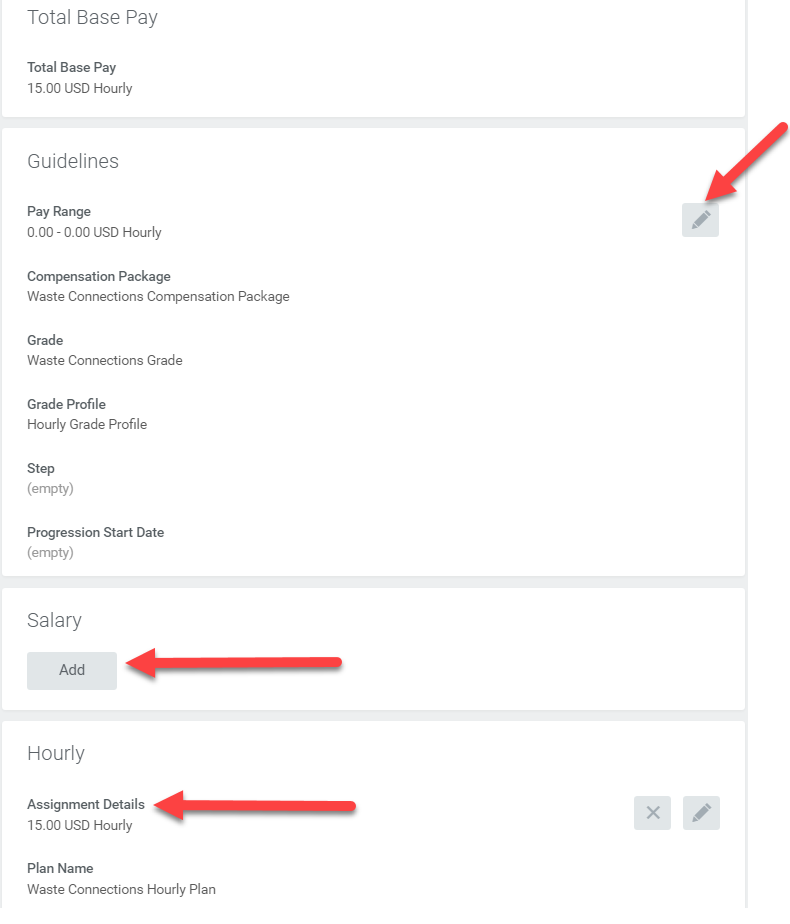 Total Base Pay
Total Base Pay
15.00 USD Hourly
Guidelines
Pay Range
0.00 - 0.00 USD Hourly
Compensation Package
Waste Connections Compensation Package
Grade
Waste Connections Grade
Grade Profile
Hourly Grade Profile
Step
(empty)
Progression Start Date
(empty)
Salary
Add
Hourly
Assignment Details
15.00 USD Hourly
Plan Name
Waste Connections Hourly Plan